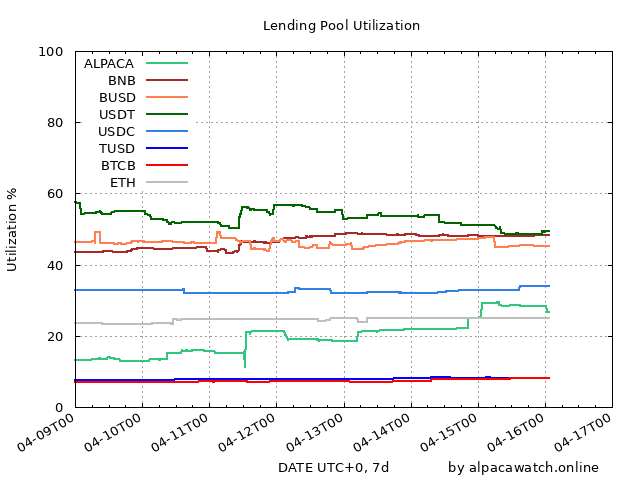 Lending Pool Utilization
100
80
60
40
20
0
Utilization %
ALPACA
BNB
BUSD
USDT
USDC
TUSD
BTCB
ETH
04-09T00
04-10T00
04-11T00
04-12T00
04-13T00
04-14T00
04-15T00
04-16T00
04-17T00
DATE UTC+0, 7d
by alpacawatch.online